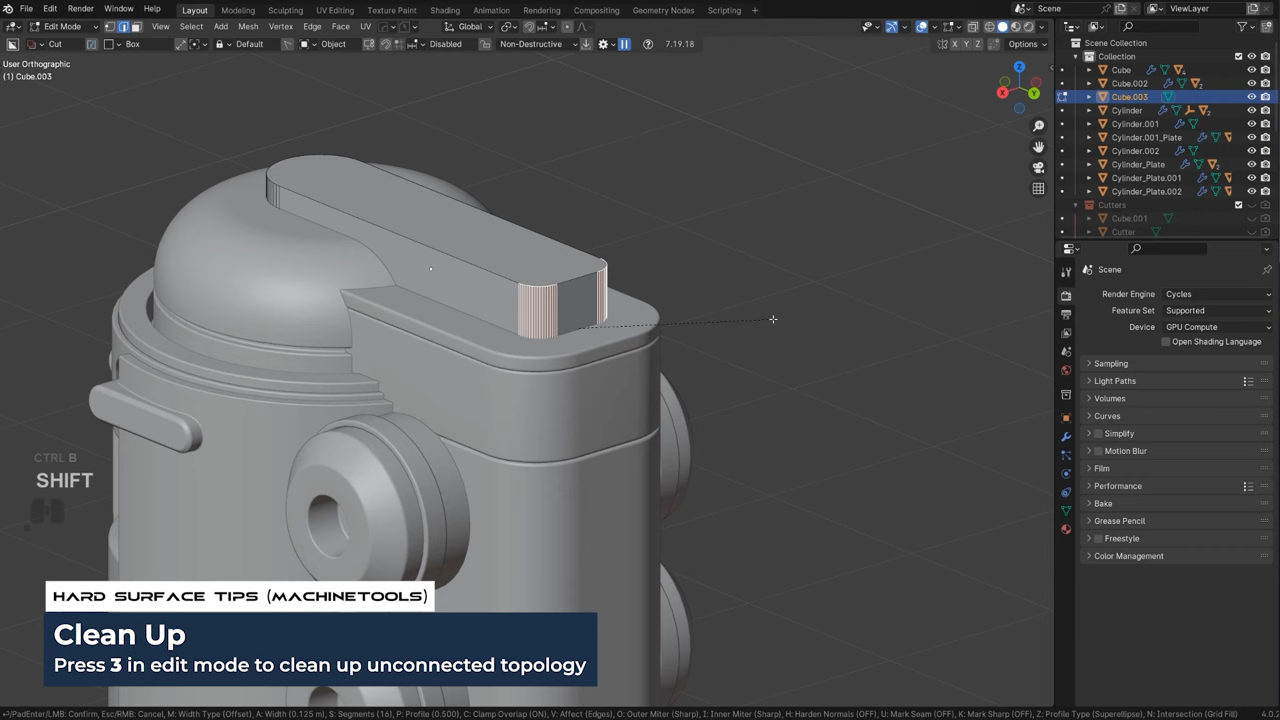 File Edit Render Window Help Layout Modeling Sculpting UV Editing Texture Paint Shading Animation Rendering Compositing Geometry Nodes Scripting + Scene ViewLayer
Edit Mode View Select Add Mesh Vertex Edge Face UV Global
Cut Box Default Object Disabled Non-Destructive 7.19.18 X Y Z Options
User Orthographic
(1) Cube.003
Z
X
Y
Scene Collection
Collection
Cube
Cube.002
Cube.003
Cylinder
Cylinder.001
Cylinder.001_Plate
Cylinder.002
Cylinder_Plate
Cylinder_Plate.001
Cylinder_Plate.002
Cutters
Cube.001
Cutter
Scene
Render Engine Cycles
Feature Set Supported
Device GPU Compute
Open Shading Language
Sampling
Light Paths
Volumes
Curves
Simplify
Motion Blur
Film
Performance
Bake
Grease Pencil
Freestyle
Color Management
CTRL B
SHIFT
HARD SURFACE TIPS (MACHINETOOLS)
Clean Up
Press 3 in edit mode to clean up unconnected topology
PadEnter/LMB: Confirm, Esc/RMB: Cancel, M: Width Type (Offset), A: Width (0.125 m), S: Segments (16), P: Profile (0.500), C: Clamp Overlap (ON), V: Affect (Edges), O: Outer Miter (Sharp), I: Inner Miter (Sharp), H: Harden Normals (OFF), U: Mark Seam (OFF), K: Mark Sharp (OFF), Z: Profile Type (Superellipse), N: Intersection (Grid Fill)